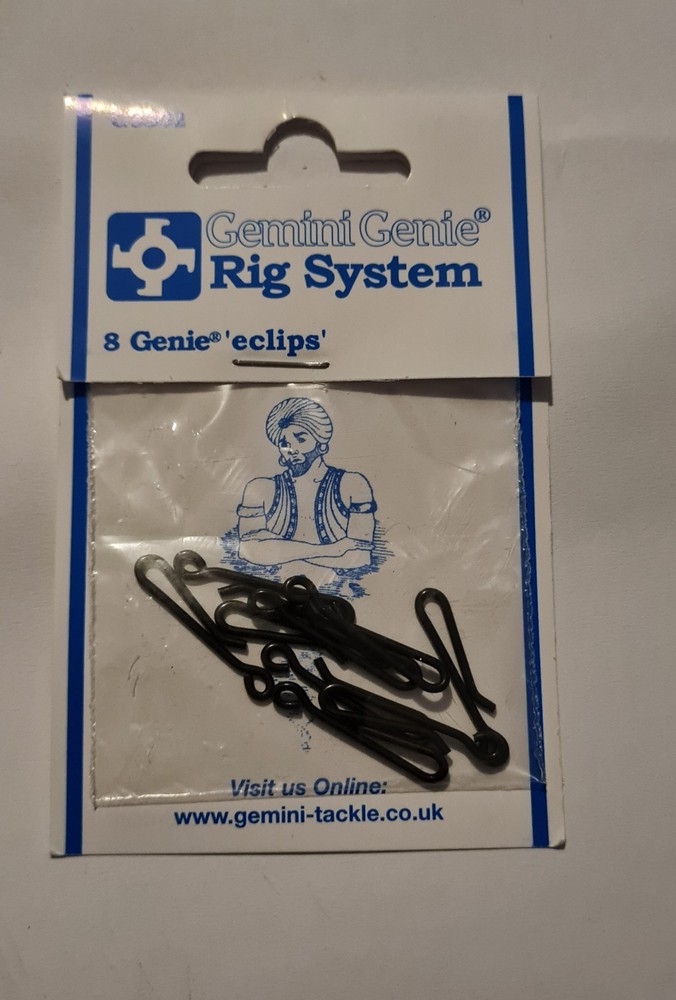 Gemini Genie®
Rig System
8 Genie® 'eclips'
Visit us Online:
www.gemini-tackle.co.uk